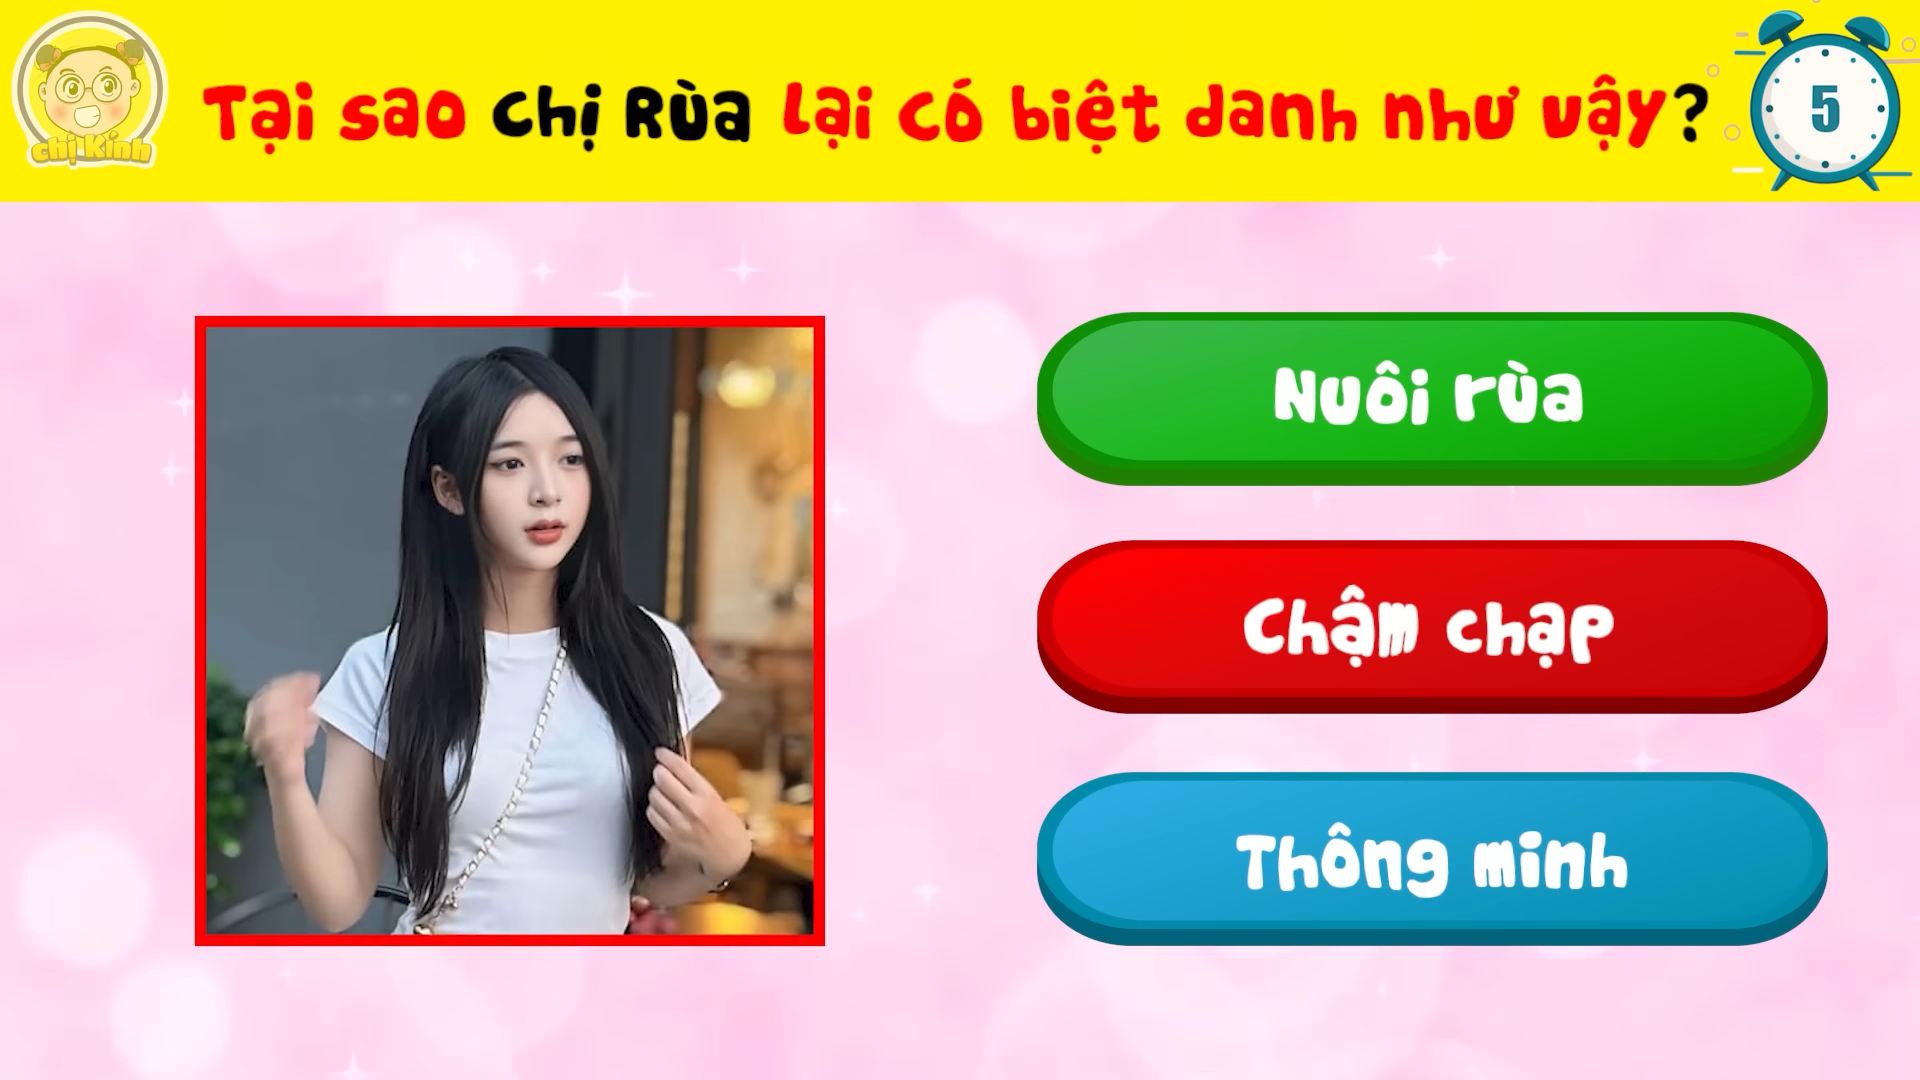 chị Kính
Tại sao chị Rùa lại có biệt danh như vậy?
5
Nuôi rùa
Chậm chạp
Thông minh